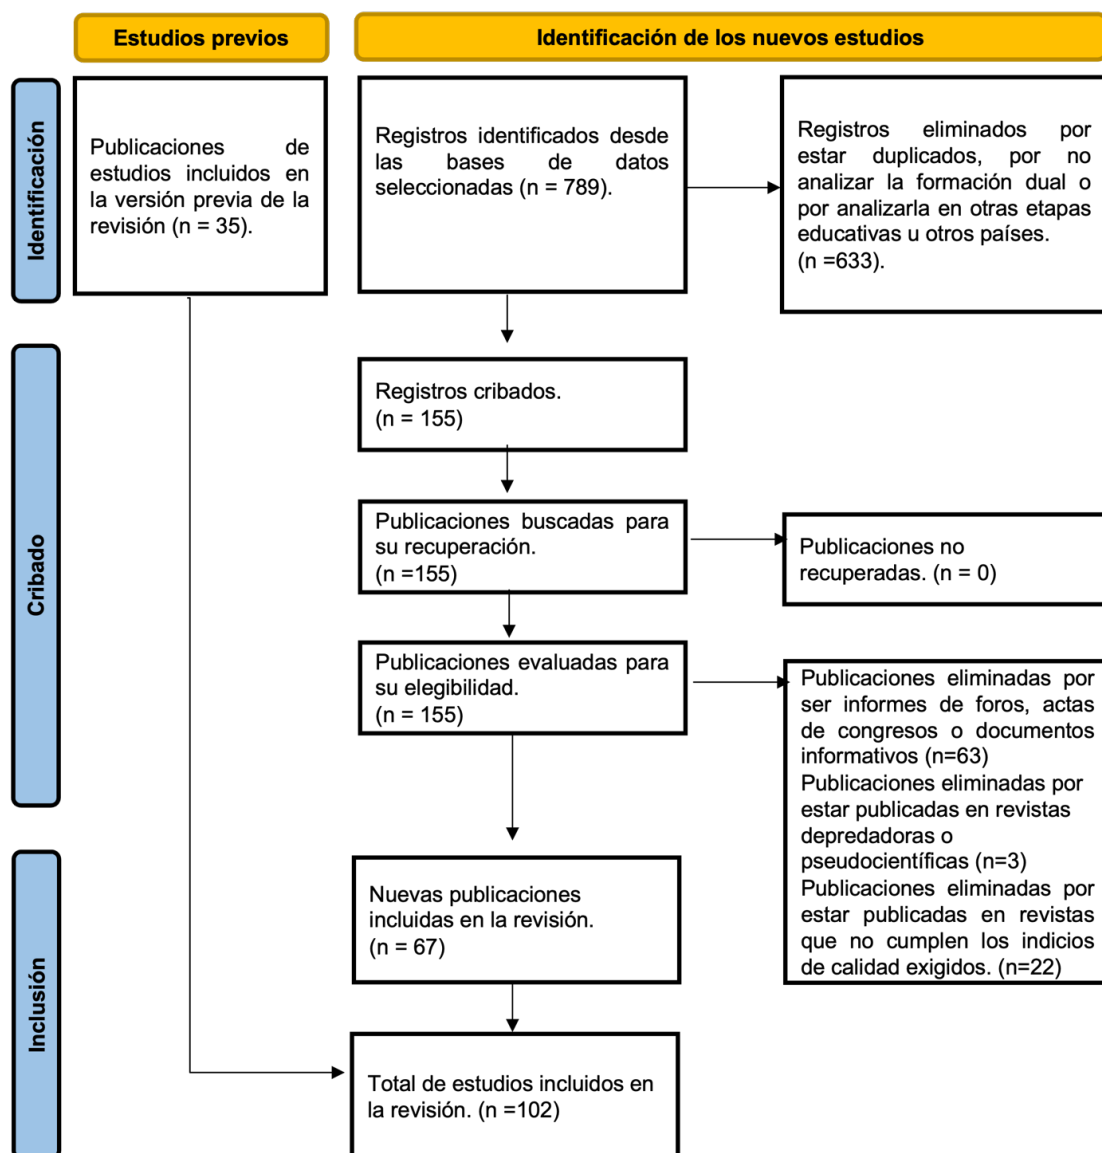 Estudios previos
Identificación de los nuevos estudios
Identificación
Publicaciones de
estudios incluidos en
la versión previa de la
revisión (n = 35).
Registros identificados desde
las bases de datos
seleccionadas (n = 789).
Registros eliminados por
estar duplicados, por no
analizar la formación dual o
por analizarla en otras etapas
educativas u otros países.
(n =633).
Cribado
Registros cribados.
(n = 155)
Publicaciones buscadas para
su recuperación.
(n =155)
Publicaciones no
recuperadas. (n = 0)
Publicaciones evaluadas para
su elegibilidad.
(n = 155)
Publicaciones eliminadas por
ser informes de foros, actas
de congresos o documentos
informativos (n=63)
Publicaciones eliminadas por
estar publicadas en revistas
depredadoras o
pseudocientíficas (n=3)
Publicaciones eliminadas por
estar publicadas en revistas
que no cumplen los indicios
de calidad exigidos. (n=22)
Inclusión
Nuevas publicaciones
incluidas en la revisión.
(n = 67)
Total de estudios incluidos en
la revisión. (n =102)